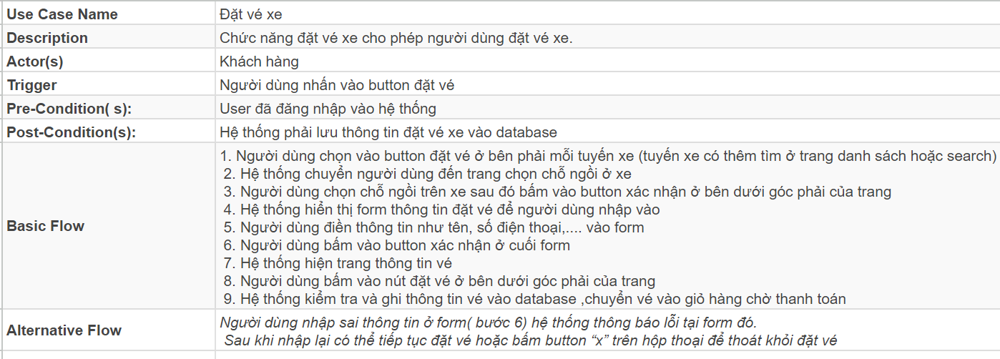 Use Case Name Đặt vé xe
Description Chức năng đặt vé xe cho phép người dùng đặt vé xe.
Actor(s) Khách hàng
Trigger Người dùng nhấn vào button đặt vé
Pre-Condition( s): User đã đăng nhập vào hệ thống
Post-Condition(s): Hệ thống phải lưu thông tin đặt vé xe vào database
Basic Flow
1. Người dùng chọn vào button đặt vé ở bên phải mỗi tuyến xe (tuyến xe có thêm tìm ở trang danh sách hoặc search)
2. Hệ thống chuyển người dùng đến trang chọn chỗ ngồi ở xe
3. Người dùng chọn chỗ ngồi trên xe sau đó bấm vào button xác nhận ở bên dưới góc phải của trang
4. Hệ thống hiển thị form thông tin đặt vé để người dùng nhập vào
5. Người dùng điền thông tin như tên, số điện thoại,.... vào form
6. Người dùng bấm vào button xác nhận ở cuối form
7. Hệ thống hiện trang thông tin vé
8. Người dùng bấm vào nút đặt vé ở bên dưới góc phải của trang
9. Hệ thống kiểm tra và ghi thông tin vé vào database ,chuyển vé vào giỏ hàng chờ thanh toán
Alternative Flow
Người dùng nhập sai thông tin ở form( bước 6) hệ thống thông báo lỗi tại form đó.
Sau khi nhập lại có thể tiếp tục đặt vé hoặc bấm button “x” trên hộp thoại để thoát khỏi đặt vé